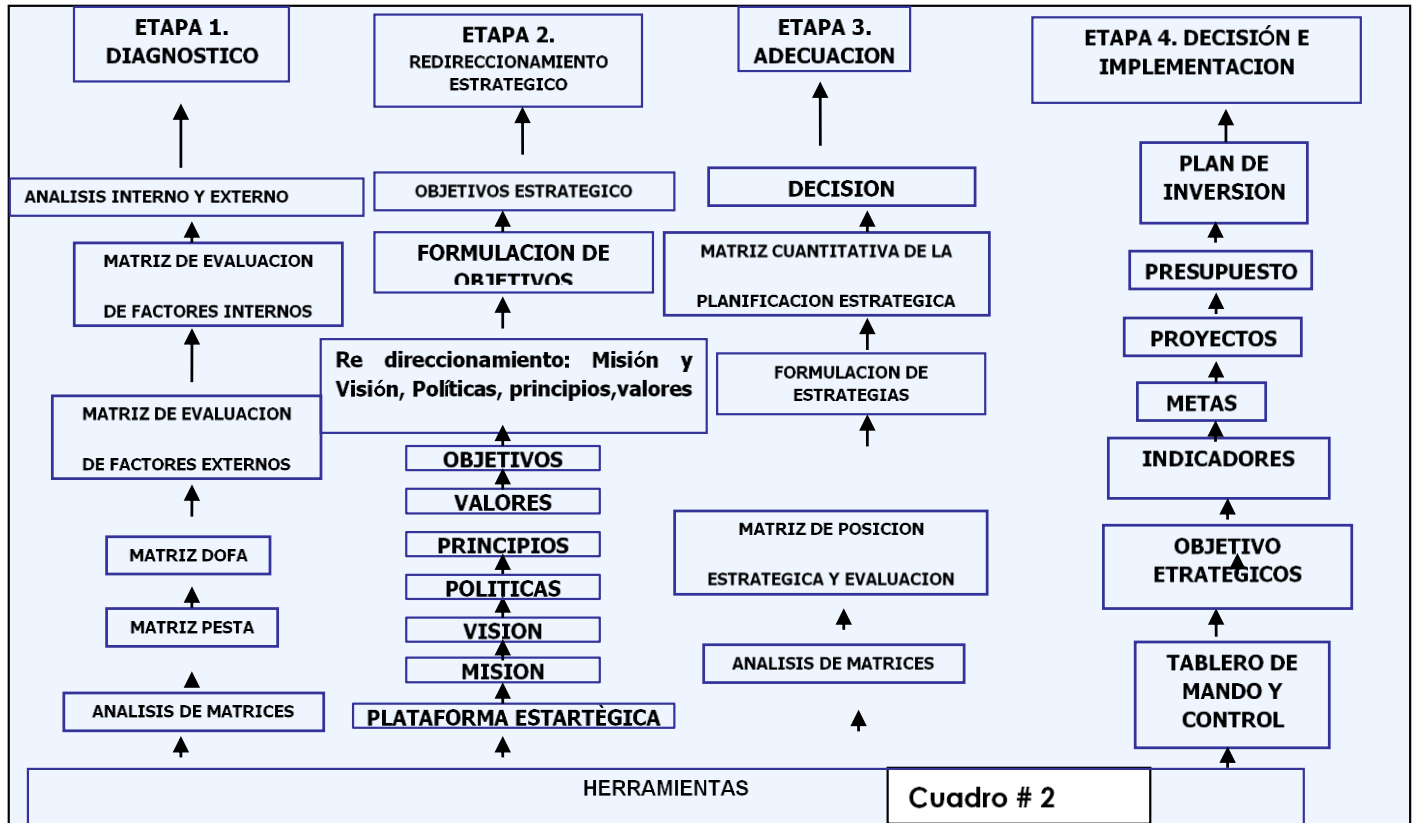 ETAPA 1.
DIAGNOSTICO
ANALISIS INTERNO Y EXTERNO
MATRIZ DE EVALUACION
DE FACTORES INTERNOS
MATRIZ DE EVALUACION
DE FACTORES EXTERNOS
MATRIZ DOFA
MATRIZ PESTA
ANALISIS DE MATRICES
ETAPA 2.
REDIRECCIONAMIENTO
ESTRATEGICO
OBJETIVOS ESTRATEGICO
FORMULACION DE
OBJETIVOS
Re direccionamiento: Misión y
Visión, Políticas, principios,valores
OBJETIVOS
VALORES
PRINCIPIOS
POLITICAS
VISION
MISION
PLATAFORMA ESTARTÈGICA
ETAPA 3.
ADECUACION
DECISION
MATRIZ CUANTITATIVA DE LA
PLANIFICACION ESTRATEGICA
FORMULACION DE
ESTRATEGIAS
MATRIZ DE POSICION
ESTRATEGICA Y EVALUACION
ANALISIS DE MATRICES
ETAPA 4. DECISIÓN E
IMPLEMENTACION
PLAN DE
INVERSION
PRESUPUESTO
PROYECTOS
METAS
INDICADORES
OBJETIVO
ETRATEGICOS
TABLERO DE
MANDO Y
CONTROL
HERRAMIENTAS
Cuadro # 2